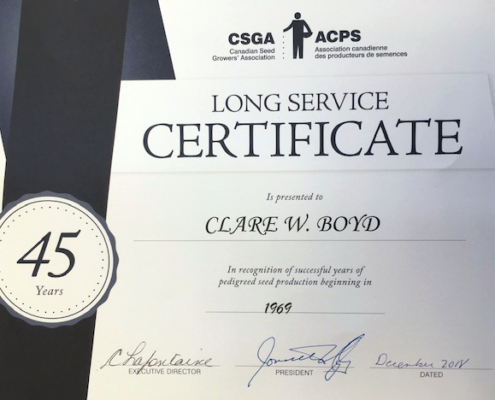 CSGA
Canadian Seed
Growers' Association
ACPS
Association canadienne
des producteurs de semences
LONG SERVICE
CERTIFICATE
Is presented to
CLARE W. BOYD
45
Years
In recognition of successful years of
pedigreed seed production beginning in
1969
C Lafontaine
EXECUTIVE DIRECTOR
PRESIDENT
December
DATED